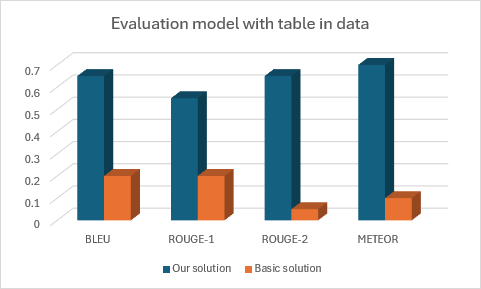 Evaluation model with table in data
0.7
0.6
0.5
0.4
0.3
0.2
0.1
0
BLEU ROUGE-1 ROUGE-2 METEOR
Our solution Basic solution